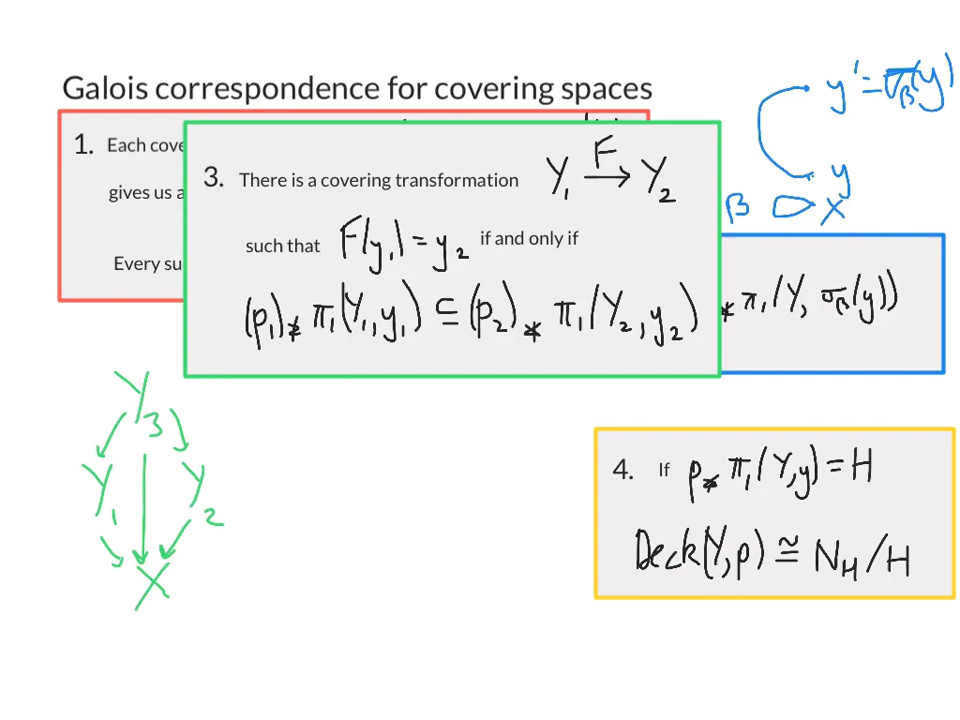 Galois correspondence for covering spaces
y' = σ_β(y)
y
β x
1. Each cove
gives us a
Every su
3. There is a covering transformation Y₁ →F Y₂
such that F(y₁) = y₂ if and only if
(p₁)_* π₁(Y₁, y₁) ⊆ (p₂)_* π₁(Y₂, y₂)
_* π₁(Y, σ_β(y))
Y₃
Y₁ Y₂
X
4. If p_* π₁(Y, y) = H
Deck(Y, p) ≅ N_H/H